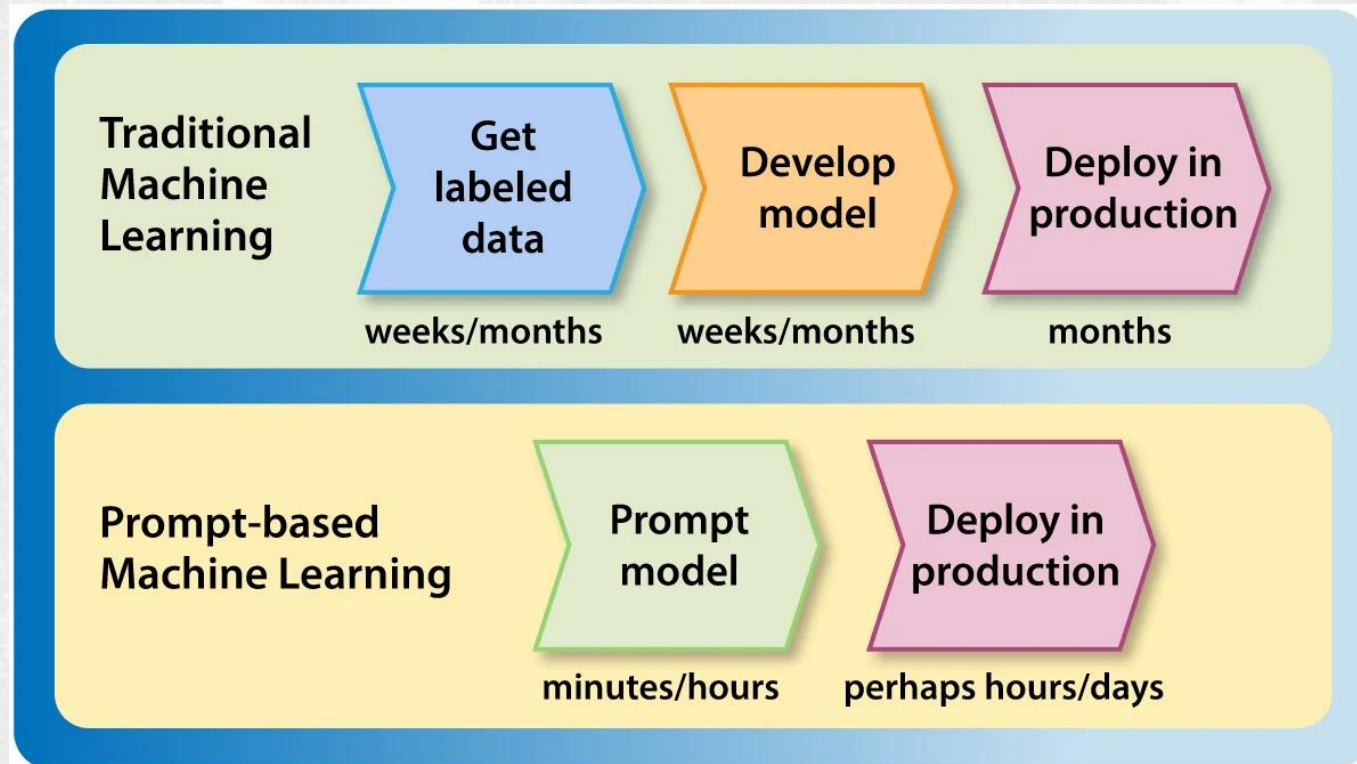 Traditional
Machine
Learning
Get
labeled
data
weeks/months
Develop
model
weeks/months
Deploy in
production
months
Prompt-based
Machine Learning
Prompt
model
minutes/hours
Deploy in
production
perhaps hours/days